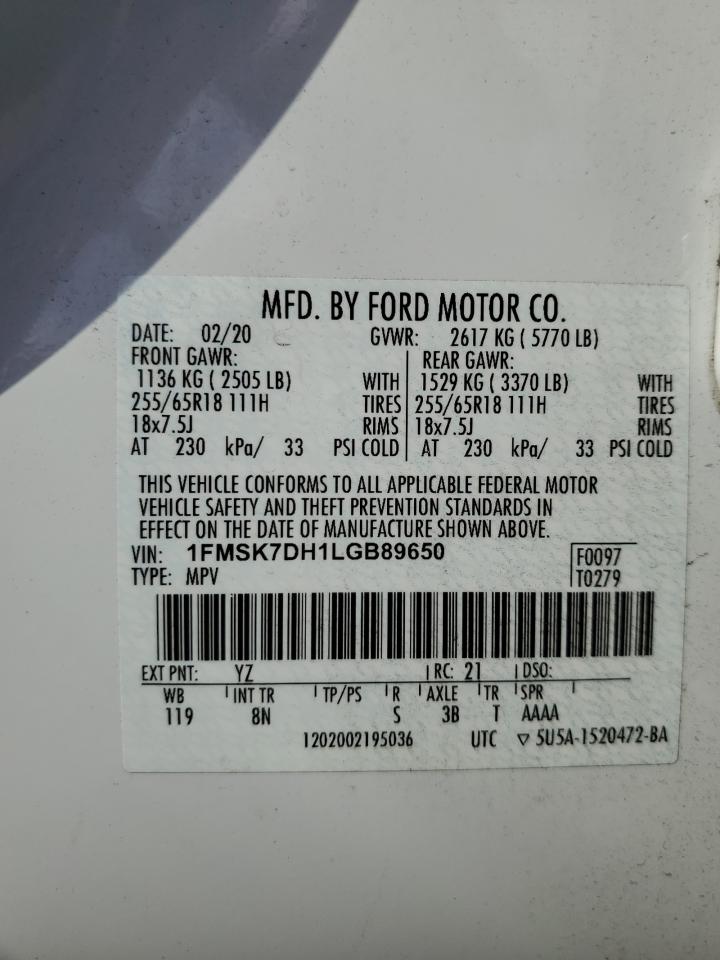 MFD. BY FORD MOTOR CO.
DATE: 02/20 GVWR: 2617 KG ( 5770 LB)
FRONT GAWR: REAR GAWR:
1136 KG ( 2505 LB) WITH 1529 KG ( 3370 LB) WITH
255/65R18 111H TIRES 255/65R18 111H TIRES
18x7.5J RIMS 18x7.5J RIMS
AT 230 kPa/ 33 PSI COLD AT 230 kPa/ 33 PSI COLD
THIS VEHICLE CONFORMS TO ALL APPLICABLE FEDERAL MOTOR
VEHICLE SAFETY AND THEFT PREVENTION STANDARDS IN
EFFECT ON THE DATE OF MANUFACTURE SHOWN ABOVE.
VIN: 1FMSK7DH1LGB89650 F0097
TYPE: MPV T0279
EXT PNT: YZ RC: 21 DSO:
WB INT TR TP/PS R AXLE TR SPR
119 8N S 3B T AAAA
1202002195036 UTC ▽ 5U5A-1520472-BA